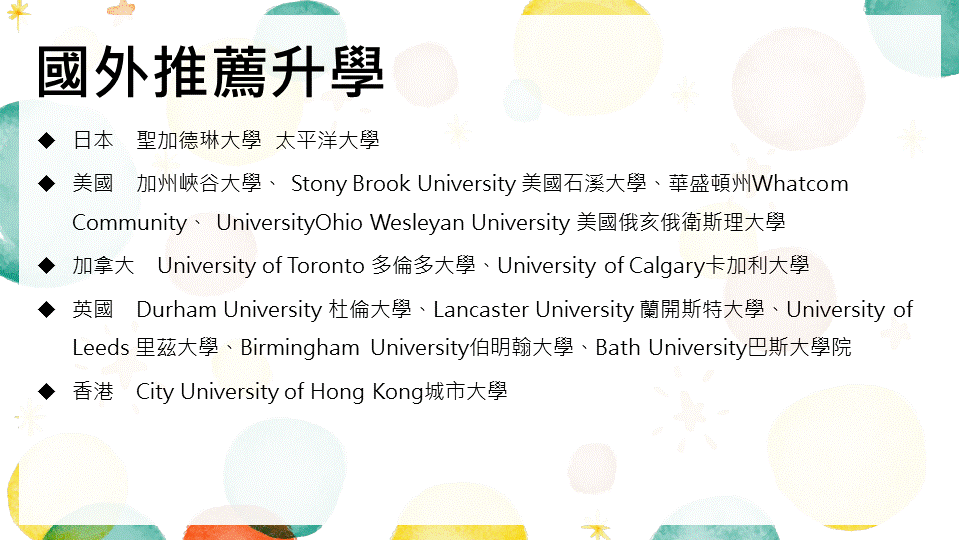 國外推薦升學
◆ 日本　聖加德琳大學 太平洋大學
◆ 美國　加州峽谷大學、 Stony Brook University 美國石溪大學、華盛頓州Whatcom
Community、 UniversityOhio Wesleyan University 美國俄亥俄衛斯理大學
◆ 加拿大　University of Toronto 多倫多大學、University of Calgary卡加利大學
◆ 英國　Durham University 杜倫大學、Lancaster University 蘭開斯特大學、University of
Leeds 里茲大學、Birmingham University伯明翰大學、Bath University巴斯大學院
◆ 香港　City University of Hong Kong城市大學